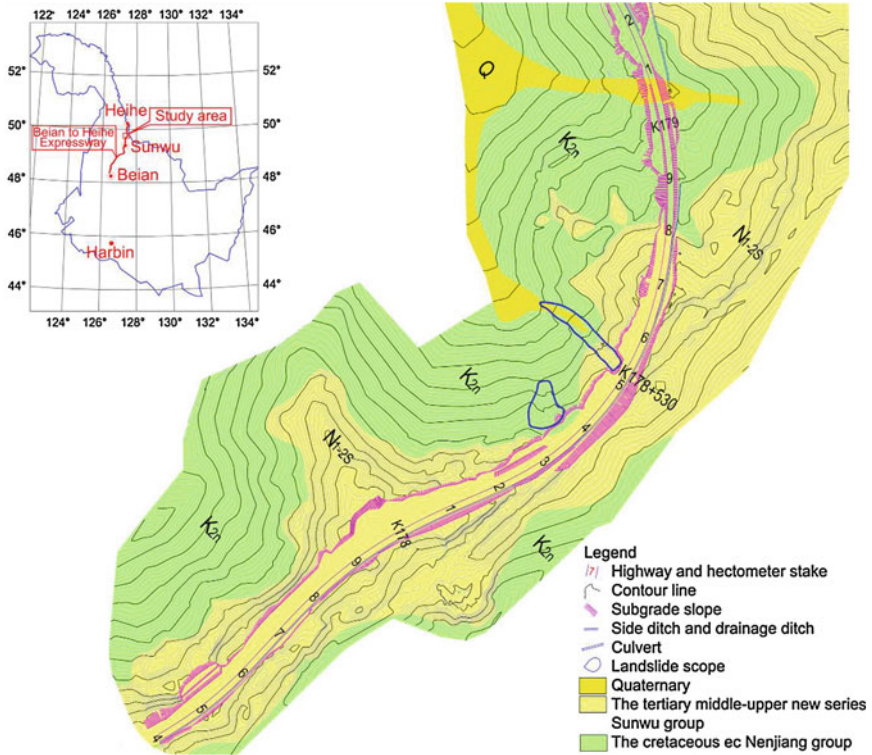 122° 124° 126° 128° 130° 132° 134°
52° 52°
50° 50°
48° 48°
46° 46°
44° 44°
124° 126° 128° 130° 132° 134°
Heihe
Study area
Beian to Heihe
Expressway
Sunwu
Beian
Harbin
2
1
Q
K179
K2n
9
8
N1-2S
7
6
K178+530
5
K2n
4
3
N1-2S
2
1
K178
K2n
K2n
9
8
7
6
5
4
Legend
|7| Highway and hectometer stake
Contour line
Subgrade slope
Side ditch and drainage ditch
Culvert
Landslide scope
Quaternary
The tertiary middle-upper new series
Sunwu group
The cretaceous ec Nenjiang group